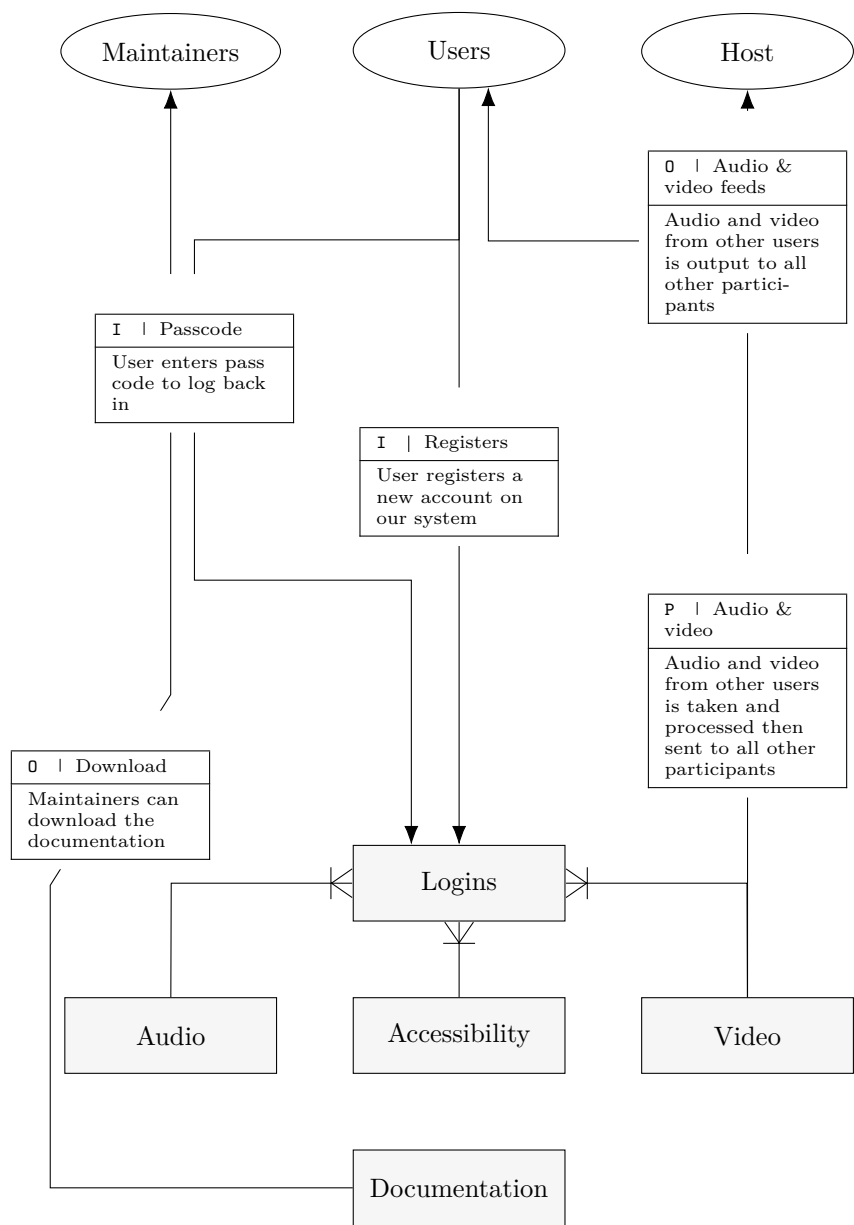 Maintainers
Users
Host
O | Audio &
video feeds
Audio and video
from other users
is output to all
other partici-
pants
I | Passcode
User enters pass
code to log back
in
I | Registers
User registers a
new account on
our system
P | Audio &
video
Audio and video
from other users
is taken and
processed then
sent to all other
participants
O | Download
Maintainers can
download the
documentation
Logins
Audio
Accessibility
Video
Documentation